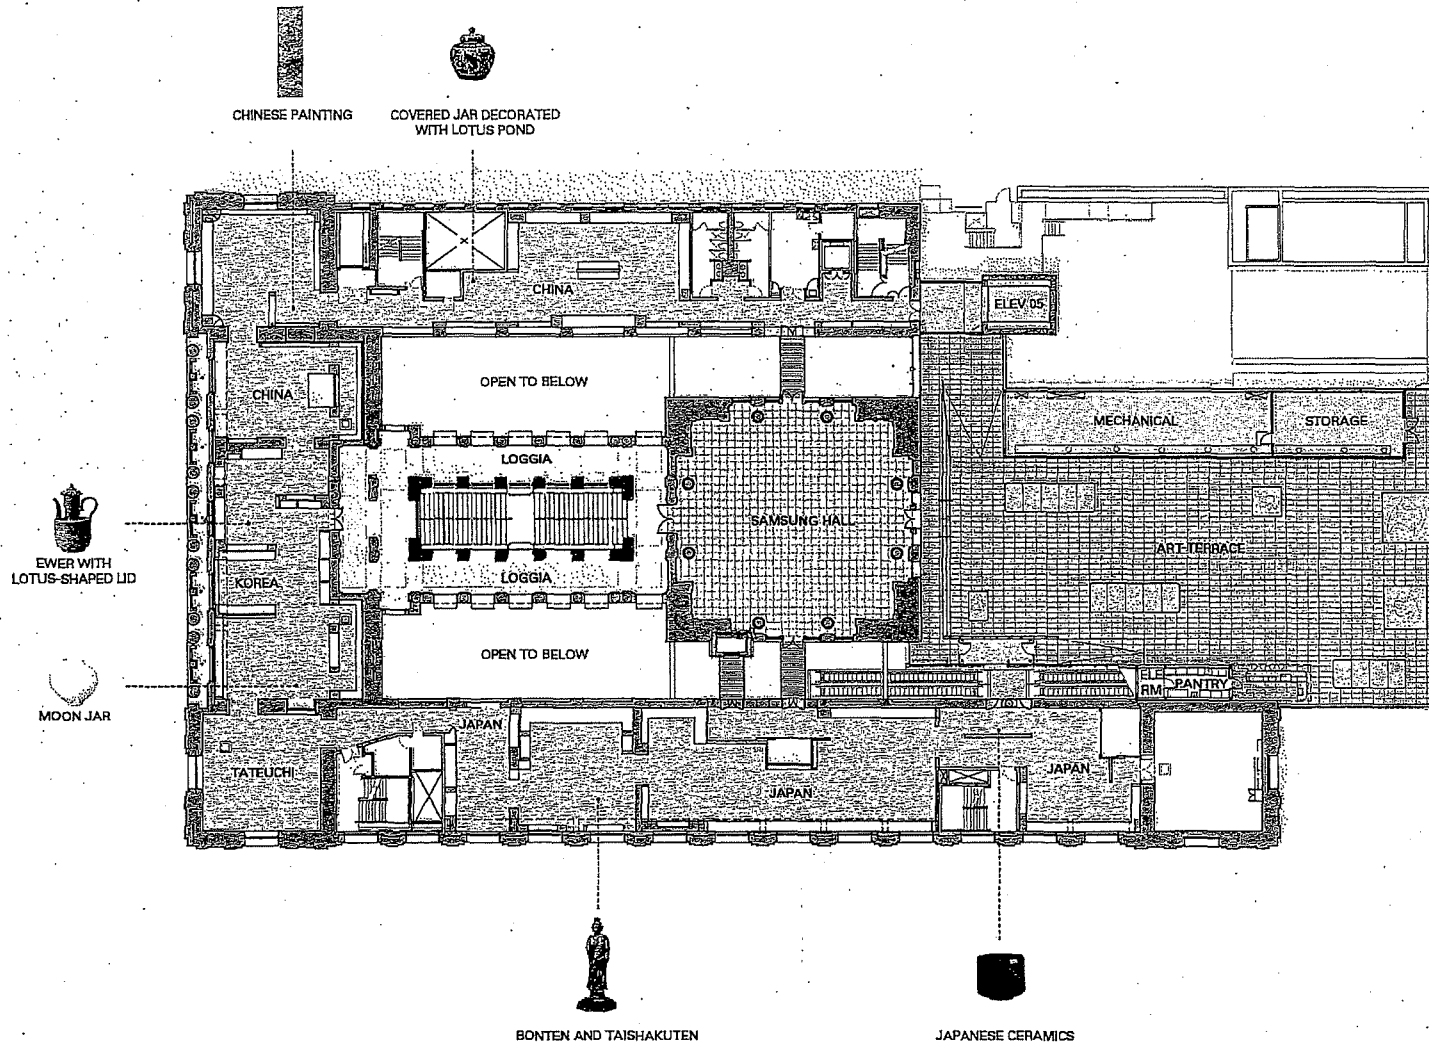 CHINESE PAINTING
COVERED JAR DECORATED
WITH LOTUS POND
ELEV 05
CHINA
OPEN TO BELOW
CHINA
MECHANICAL
STORAGE
LOGGIA
SAMSUNG HALL
ART TERRACE
EWER WITH
LOTUS-SHAPED LID
KOREA
LOGGIA
OPEN TO BELOW
ELE
RM
PANTRY
MOON JAR
JAPAN
TATEUCHI
JAPAN
JAPAN
BONTEN AND TAISHAKUTEN
JAPANESE CERAMICS